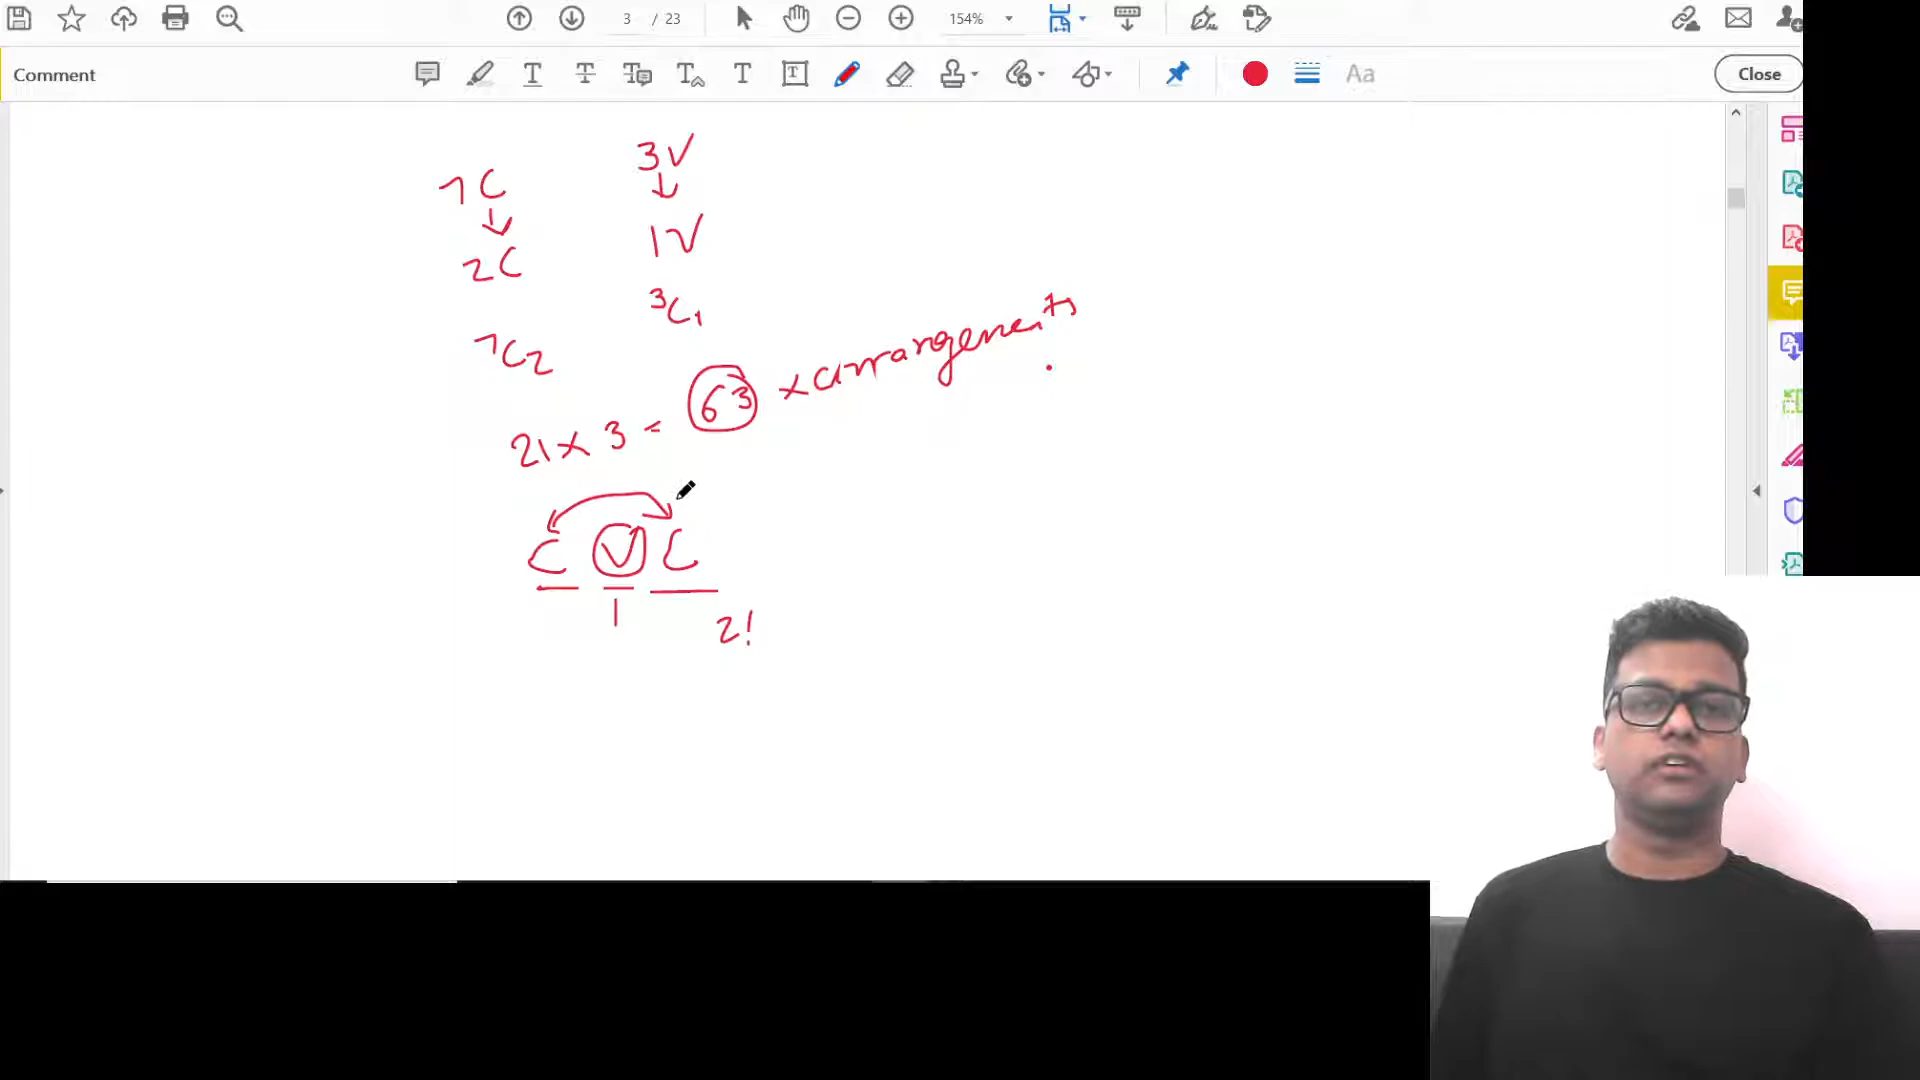 3 / 23
154%
Comment
Aa
Close
7C
3V
2C
1V
⁷C₂
³C₁
21 x 3 = 63 x arrangements
C V C
1
2!